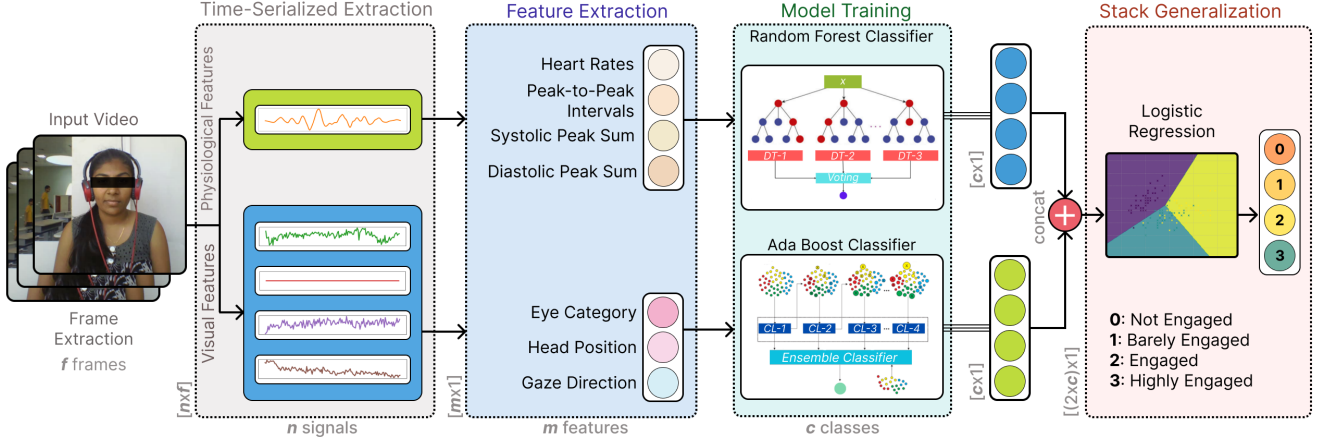 Time-Serialized Extraction
Feature Extraction
Model Training
Stack Generalization
Input Video
Frame
Extraction
f frames
Physiological Features
Visual Features
[nxf]
n signals
Heart Rates
Peak-to-Peak
Intervals
Systolic Peak Sum
Diastolic Peak Sum
Eye Category
Head Position
Gaze Direction
[mx1]
m features
Random Forest Classifier
x
...
DT-1
DT-2
DT-3
Voting
Ada Boost Classifier
...
CL-1
CL-2
CL-3
...
CL-4
Ensemble Classifier
c classes
[cx1]
[cx1]
concat
[(2xc)x1]
Logistic
Regression
0
1
2
3
0: Not Engaged
1: Barely Engaged
2: Engaged
3: Highly Engaged